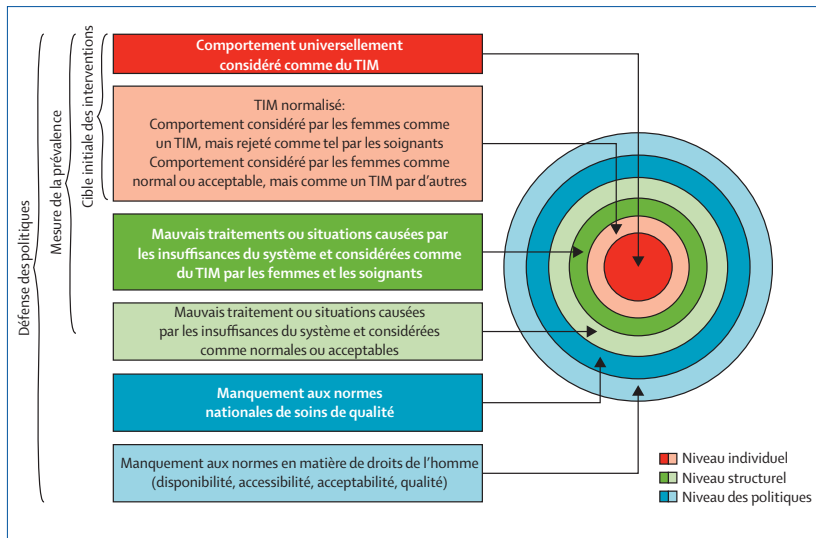 Défense des politiques
Mesure de la prévalence
Cible initiale des interventions
Comportement universellement
considéré comme du TIM
TIM normalisé:
Comportement considéré par les femmes comme
un TIM, mais rejeté comme tel par les soignants
Comportement considéré par les femmes comme
normal ou acceptable, mais comme un TIM par d'autres
Mauvais traitements ou situations causées par
les insuffisances du système et considérées comme
du TIM par les femmes et les soignants
Mauvais traitement ou situations causées
par les insuffisances du système et considérées
comme normales ou acceptables
Manquement aux normes
nationales de soins de qualité
Manquement aux normes en matière de droits de l'homme
(disponibilité, accessibilité, acceptabilité, qualité)
Niveau individuel
Niveau structurel
Niveau des politiques